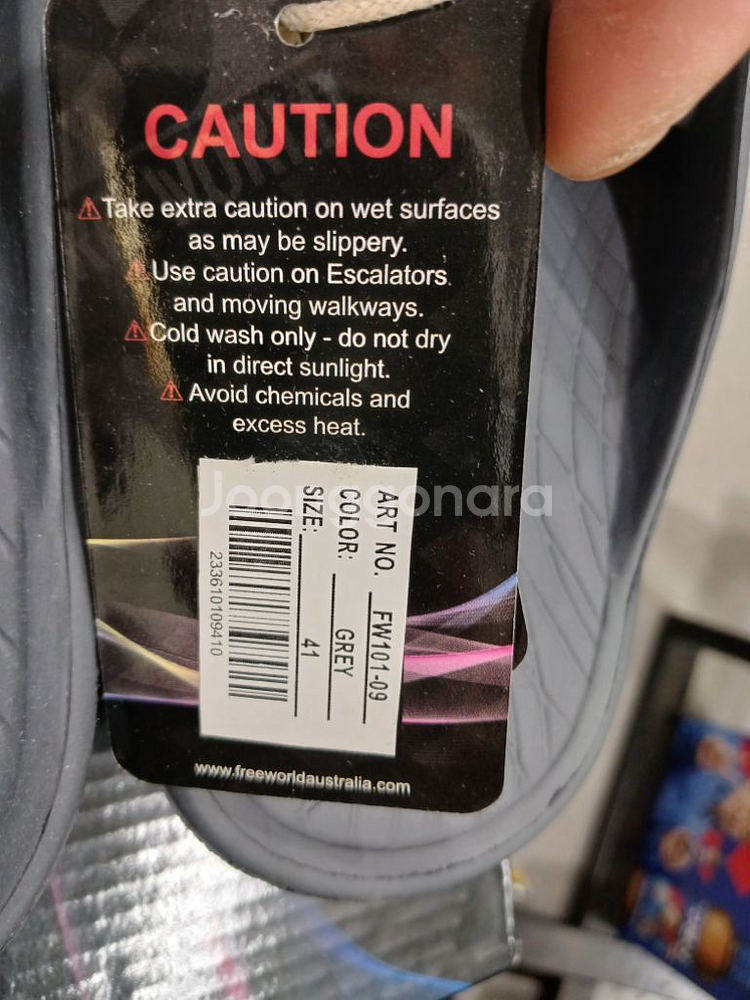 CAUTION
Take extra caution on wet surfaces
as may be slippery.
Use caution on Escalators
and moving walkways.
Cold wash only - do not dry
in direct sunlight.
Avoid chemicals and
excess heat.
Joonggonara
ART NO. FW101-09
COLOR: GREY
SIZE: 41
233610109410
www.freeworldaustralia.com